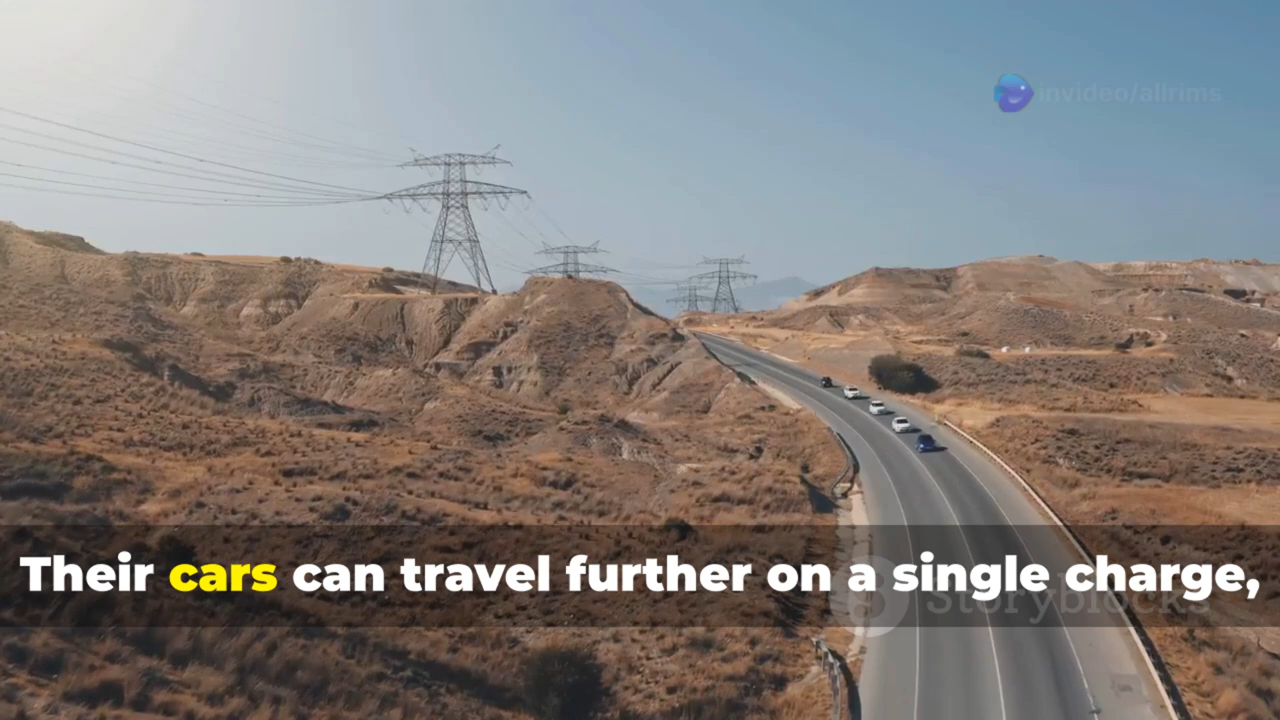 invideo/allrims
Their cars can travel further on a single charge,
Storyblocks